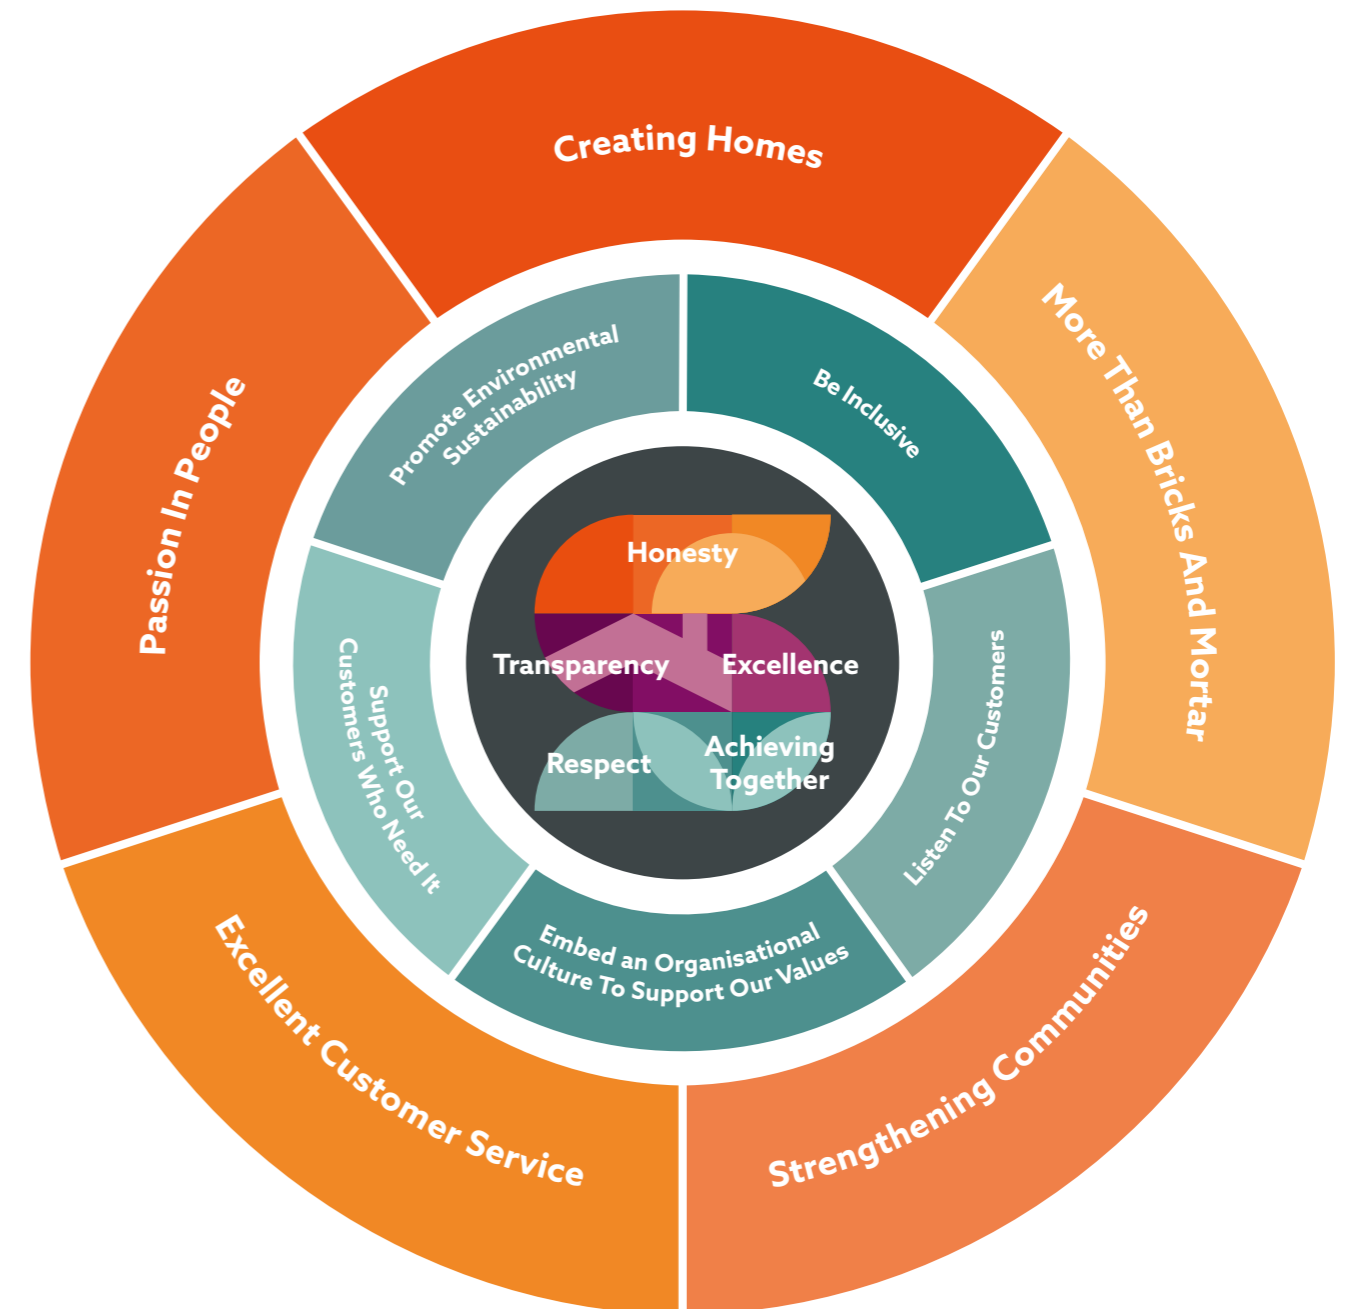 Creating Homes
More Than Bricks And Mortar
Strengthening Communities
Excellent Customer Service
Passion In People
Be Inclusive
Listen To Our Customers
Embed an Organisational
Culture To Support Our Values
Support Our
Customers Who Need It
Promote Environmental
Sustainability
Honesty
Transparency
Excellence
Respect
Achieving
Together